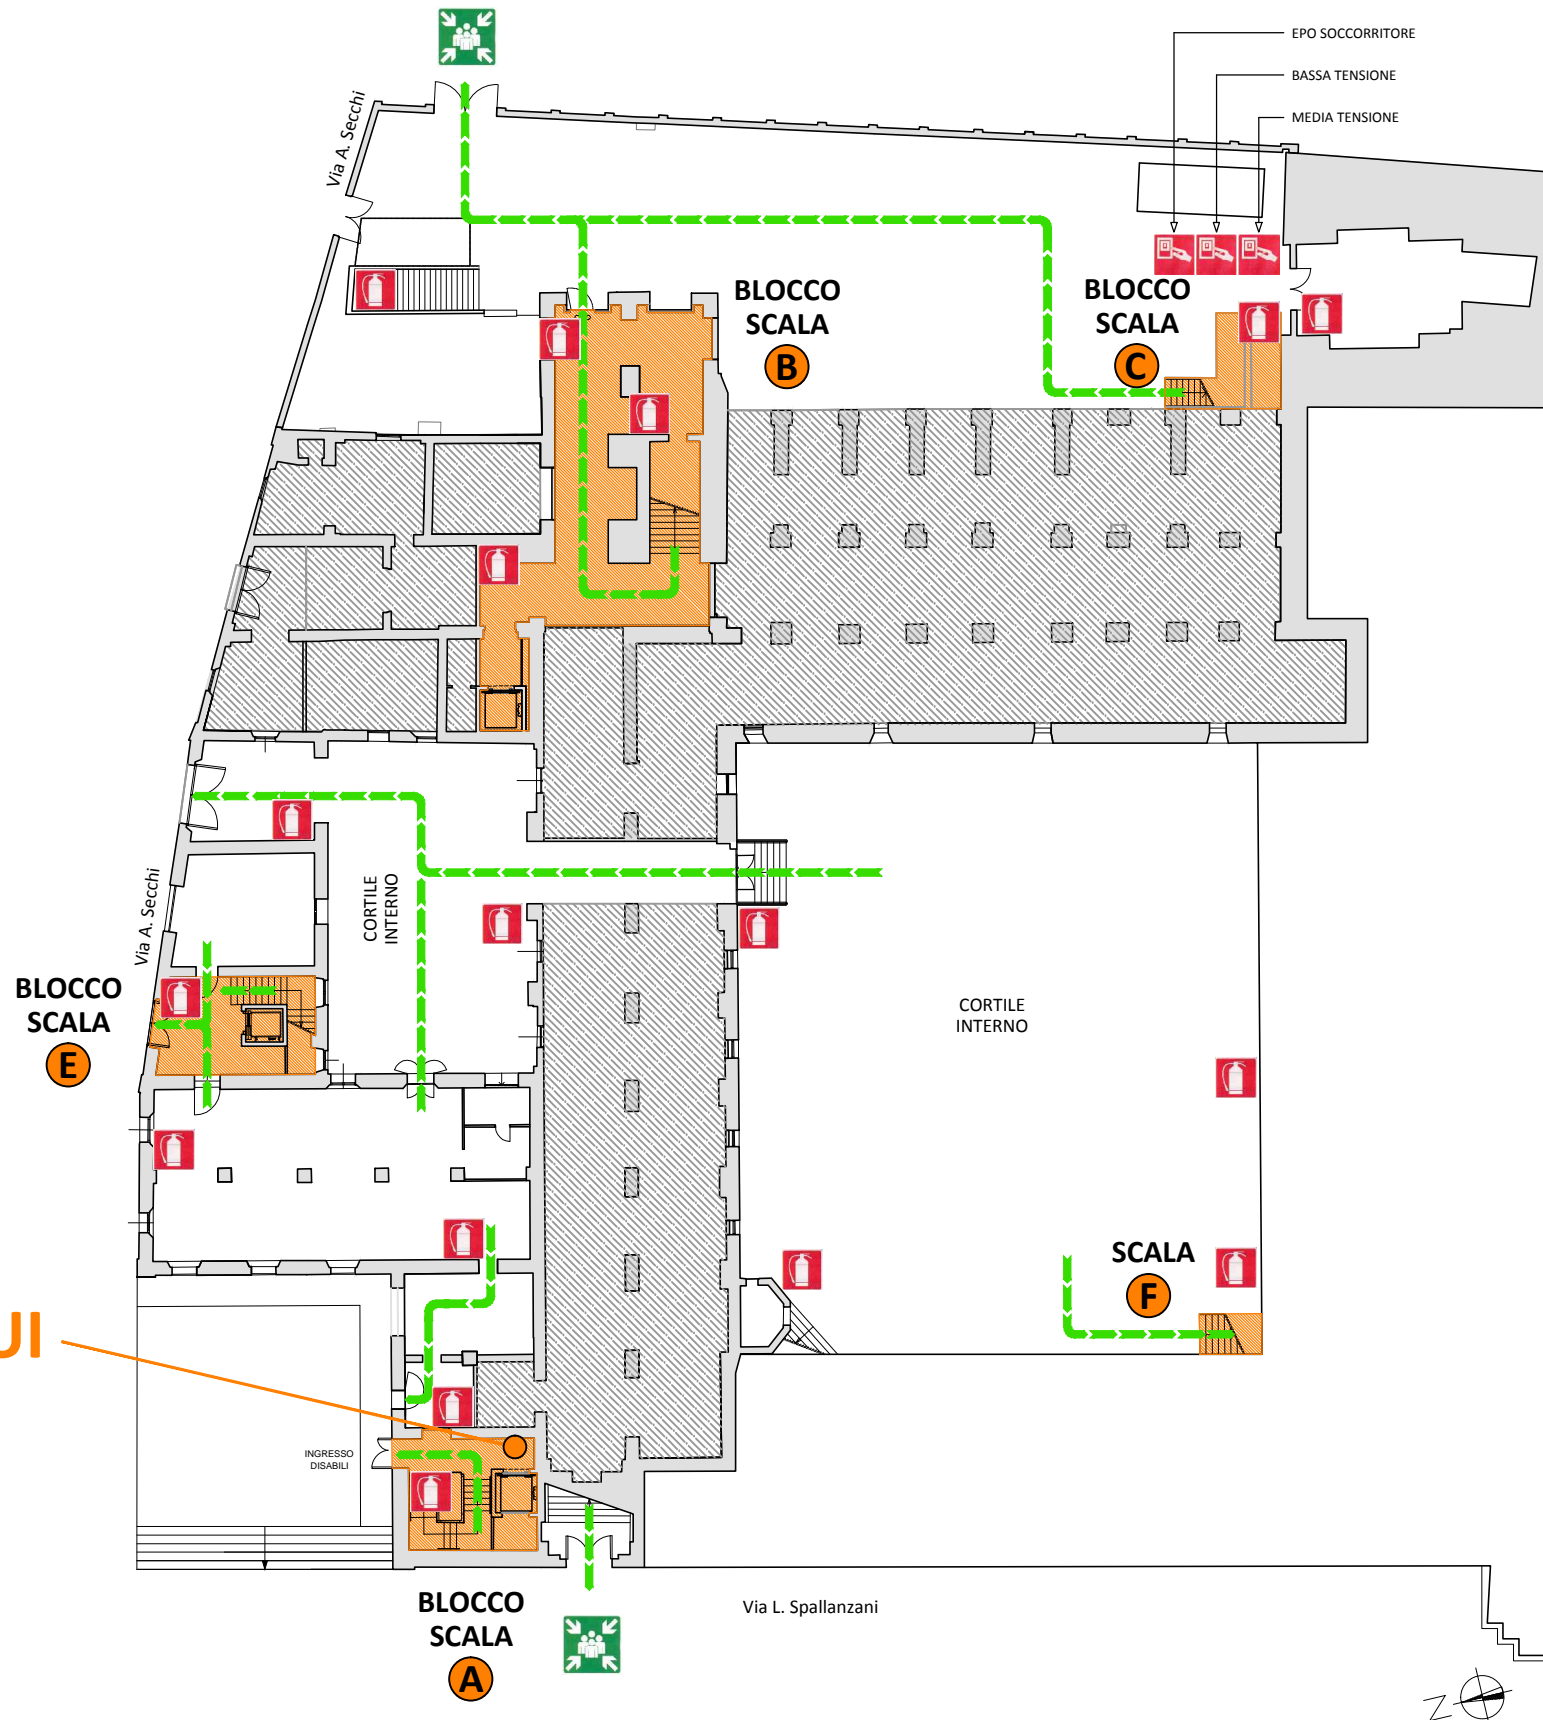 EPO SOCCORRITORE
BASSA TENSIONE
MEDIA TENSIONE
Via A. Secchi
BLOCCO
SCALA
B
BLOCCO
SCALA
C
CORTILE
INTERNO
Via A. Secchi
BLOCCO
SCALA
E
CORTILE
INTERNO
SCALA
F
UI
INGRESSO
DISABILI
BLOCCO
SCALA
A
Via L. Spallanzani
N